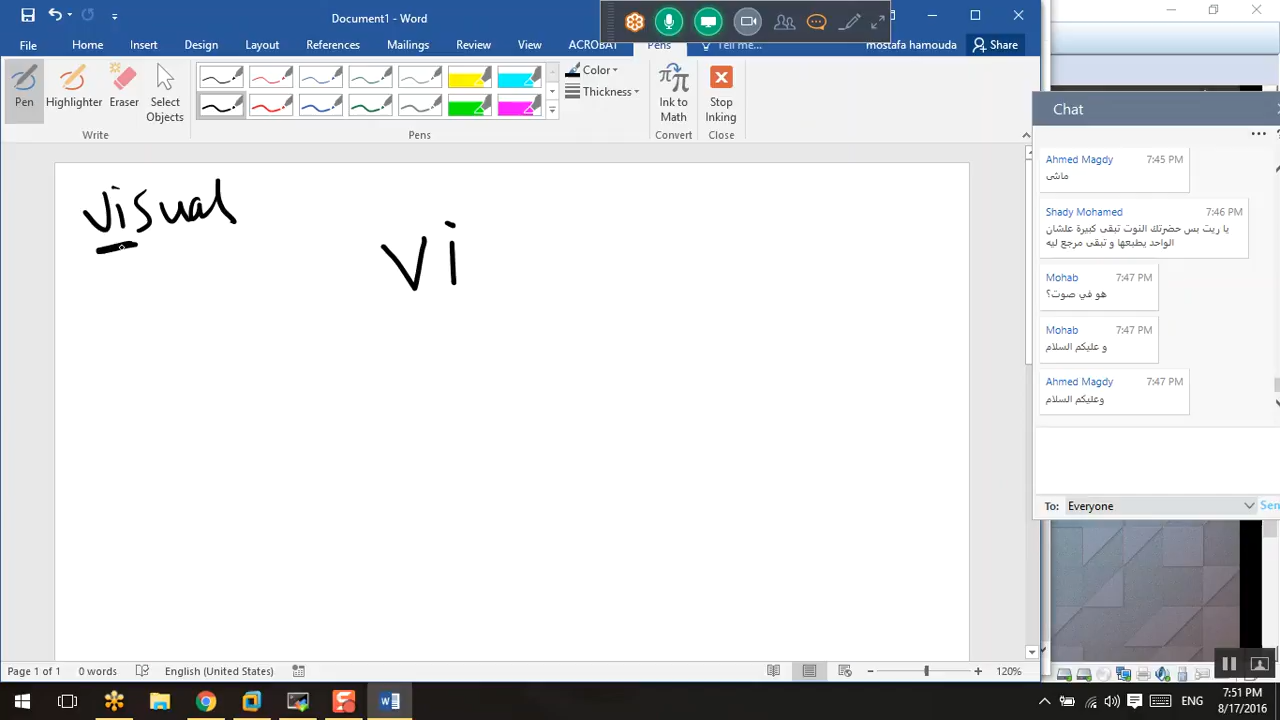 Document1 - Word
File
Home
Insert
Design
Layout
References
Mailings
Review
View
ACROBAT
Pens
Tell me...
mostafa hamouda
Share
Pen
Highlighter
Eraser
Select
Objects
Color
Thickness
Ink to
Math
Stop
Inking
Write
Pens
Convert
Close
visual
vi
Chat
Ahmed Magdy 7:45 PM
ماشى
Shady Mohamed 7:46 PM
يا ريت بس حضرتك النوت تبقى كبيرة علشان
الواحد يطبعها و تبقى مرجع ليه
Mohab 7:47 PM
هو في صوت؟
Mohab 7:47 PM
و عليكم السلام
Ahmed Magdy 7:47 PM
وعليكم السلام
To: Everyone
Sen
Page 1 of 1
0 words
English (United States)
120%
ENG
7:51 PM
8/17/2016